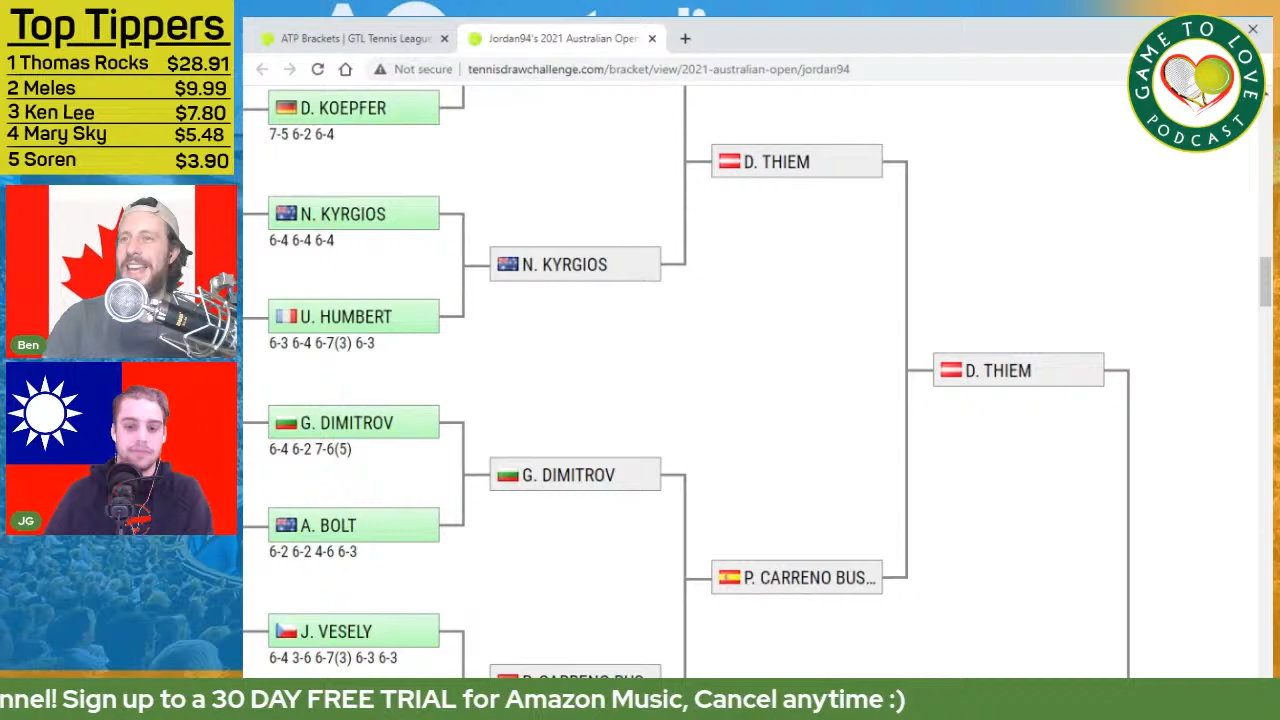 Top Tippers
1 Thomas Rocks $28.91
2 Meles $9.99
3 Ken Lee $7.80
4 Mary Sky $5.48
5 Soren $3.90
Ben
JG
ATP Brackets | GTL Tennis League
Jordan94's 2021 Australian Open
Not secure tennisdrawchallenge.com/bracket/view/2021-australian-open/jordan94
GAME TO LOVE
PODCAST
D. KOEPFER
7-5 6-2 6-4
D. THIEM
N. KYRGIOS
6-4 6-4 6-4
N. KYRGIOS
U. HUMBERT
6-3 6-4 6-7(3) 6-3
D. THIEM
G. DIMITROV
6-4 6-2 7-6(5)
G. DIMITROV
A. BOLT
6-2 6-2 4-6 6-3
P. CARRENO BUS...
J. VESELY
6-4 3-6 6-7(3) 6-3 6-3
nnel! Sign up to a 30 DAY FREE TRIAL for Amazon Music, Cancel anytime :)